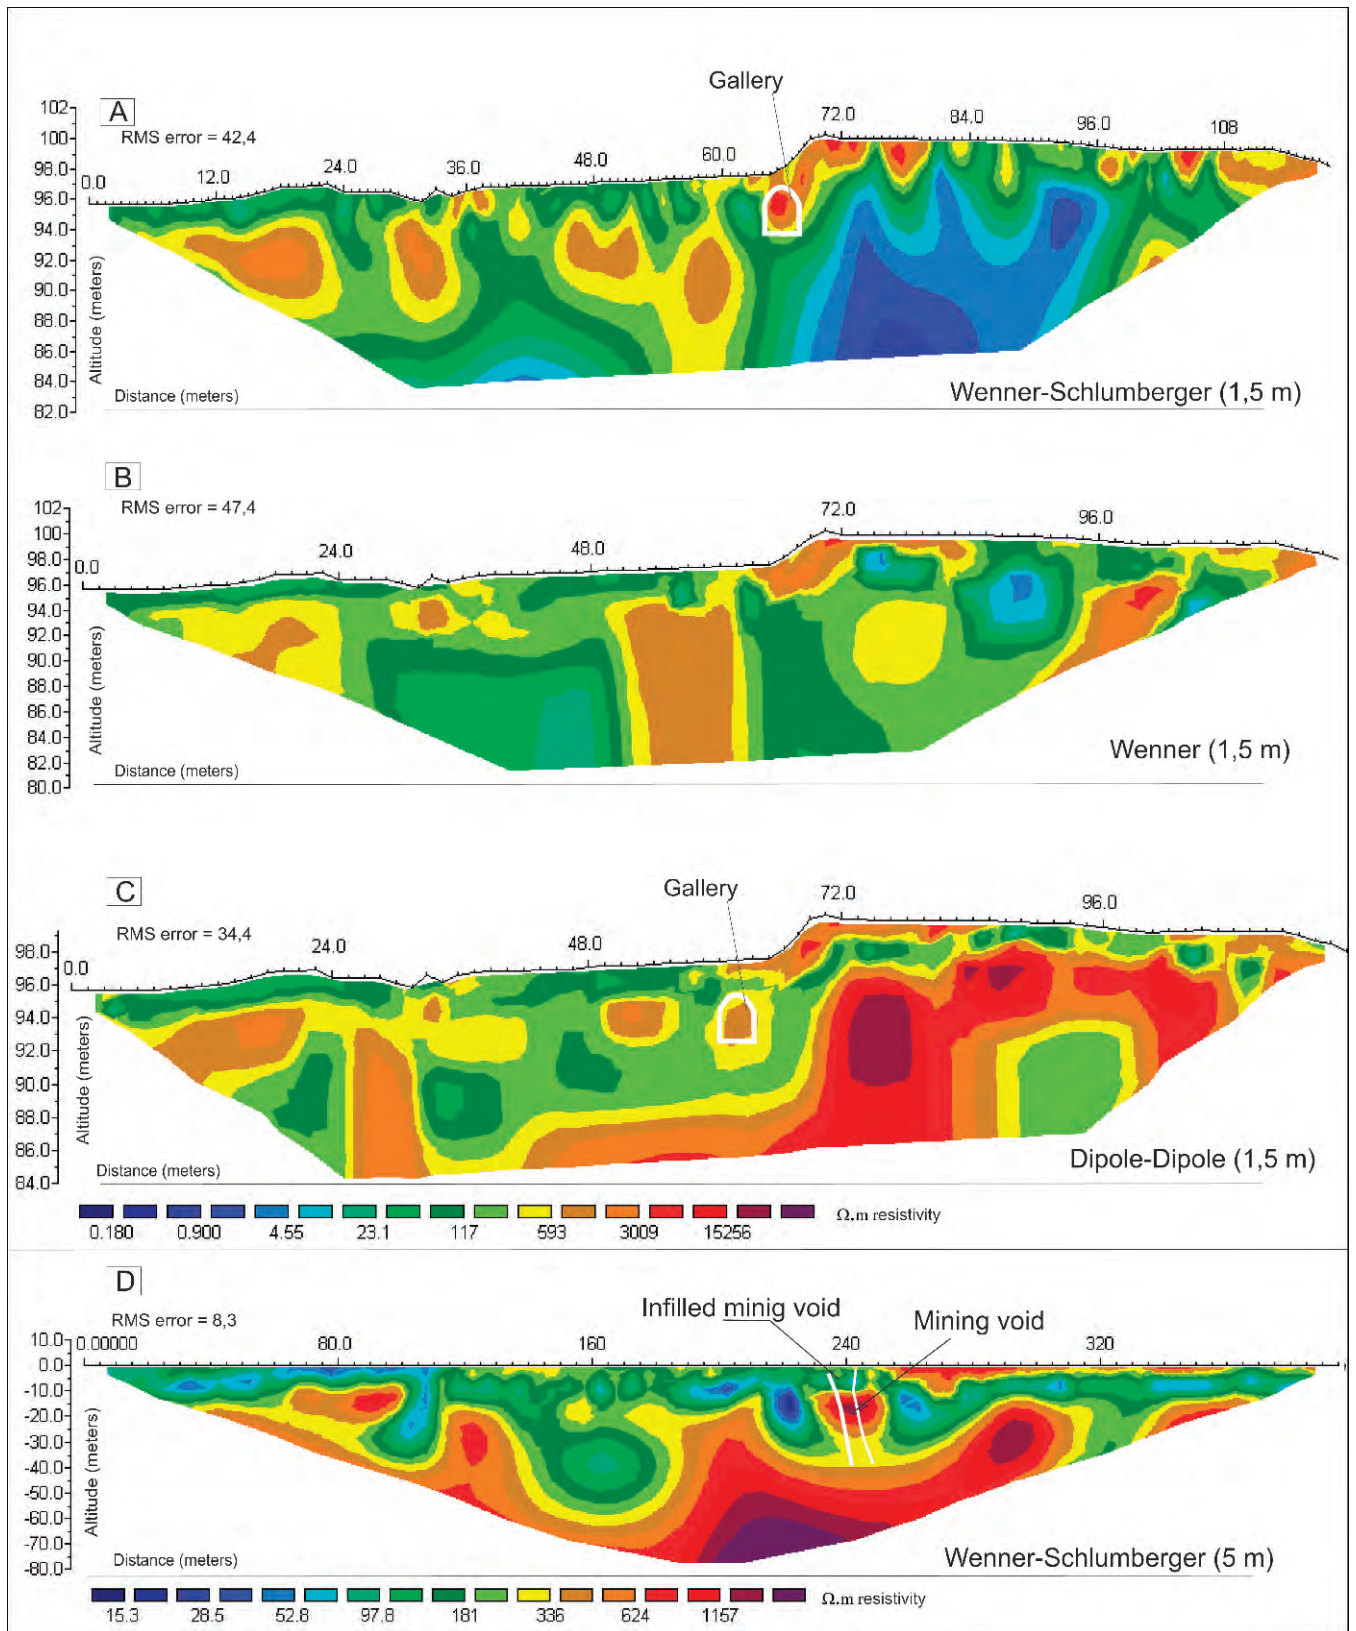 A
Gallery
RMS error = 42,4
102
100
98.0
96.0
94.0
92.0
90.0
88.0
86.0
84.0
82.0
Altitude (meters)
0.0 12.0 24.0 36.0 48.0 60.0 72.0 84.0 96.0 108
Distance (meters)
Wenner-Schlumberger (1,5 m)
B
RMS error = 47,4
102
100
98.0
96.0
94.0
92.0
90.0
88.0
86.0
84.0
82.0
80.0
Altitude (meters)
0.0 24.0 48.0 72.0 96.0
Distance (meters)
Wenner (1,5 m)
C
Gallery
RMS error = 34,4
98.0
96.0
94.0
92.0
90.0
88.0
86.0
84.0
Altitude (meters)
0.0 24.0 48.0 72.0 96.0
Distance (meters)
Dipole-Dipole (1,5 m)
0.180 0.900 4.55 23.1 117 593 3009 15256 Ω.m resistivity
D
Infilled minig void
Mining void
RMS error = 8,3
10.0
0.0
-10.0
-20.0
-30.0
-40.0
-50.0
-60.0
-70.0
-80.0
Altitude (meters)
0.00000 80.0 160 240 320
Distance (meters)
Wenner-Schlumberger (5 m)
15.3 28.5 52.8 97.8 181 336 624 1157 Ω.m resistivity